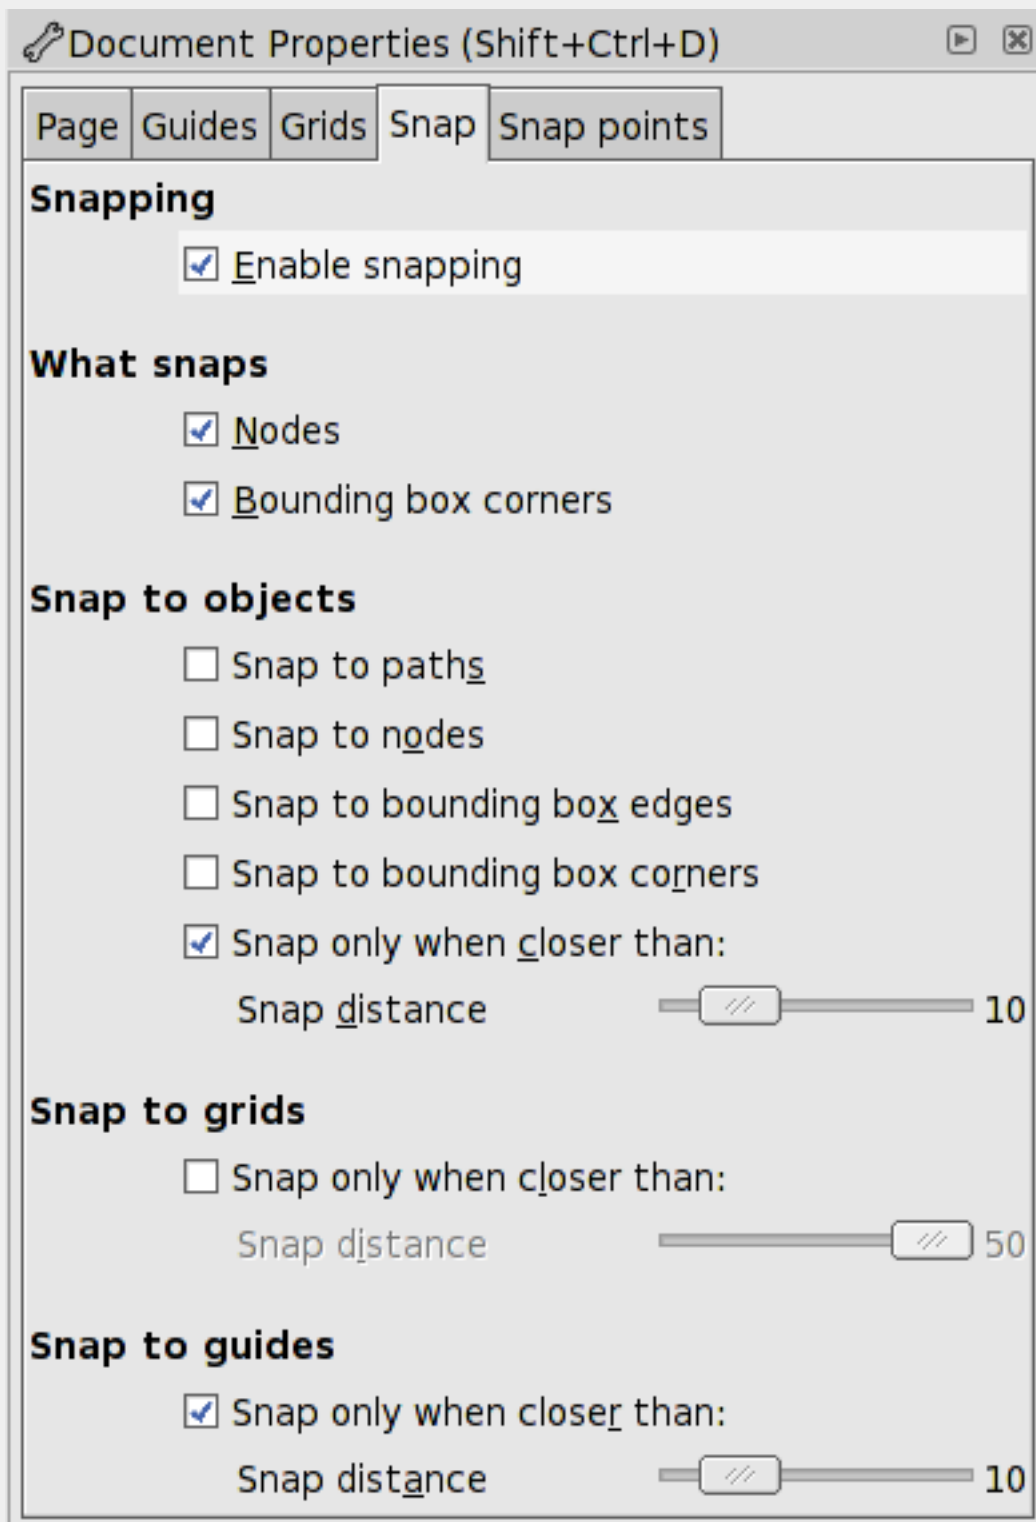 Document Properties (Shift+Ctrl+D)
Page Guides Grids Snap Snap points
Snapping
Enable snapping
What snaps
Nodes
Bounding box corners
Snap to objects
Snap to paths
Snap to nodes
Snap to bounding box edges
Snap to bounding box corners
Snap only when closer than:
Snap distance 10
Snap to grids
Snap only when closer than:
Snap distance 50
Snap to guides
Snap only when closer than:
Snap distance 10